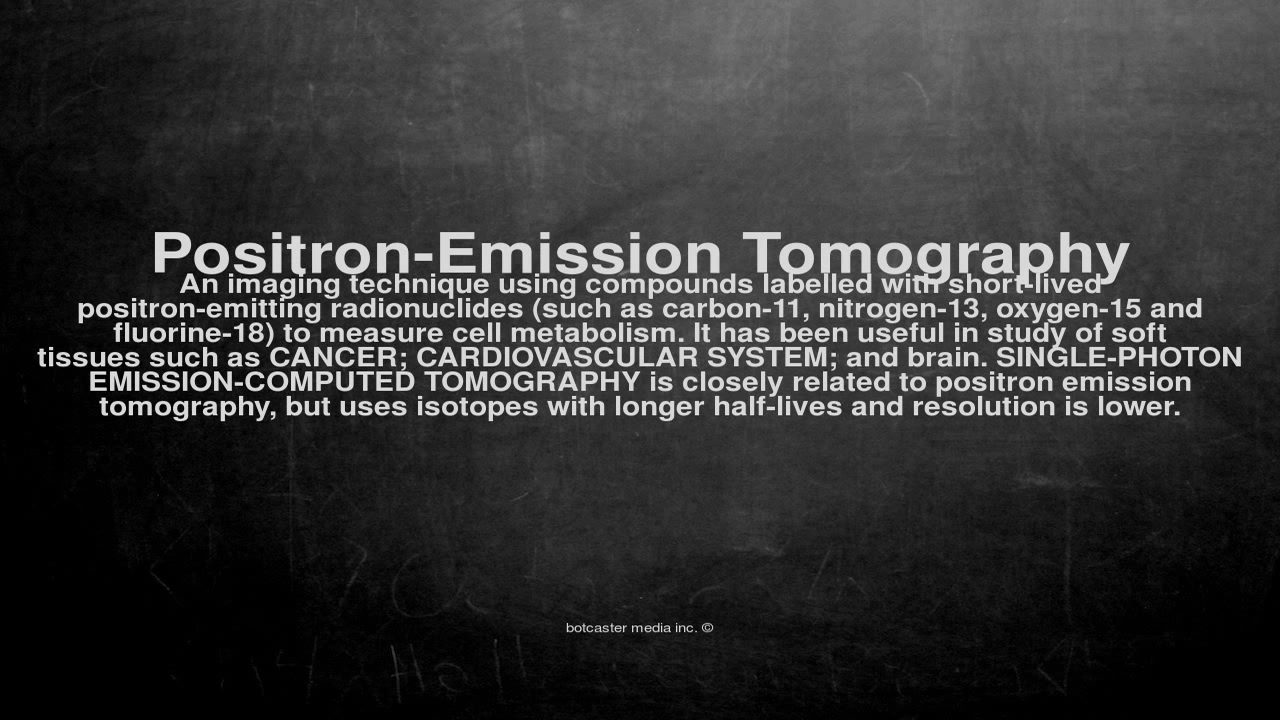 Positron-Emission Tomography
An imaging technique using compounds labelled with short-lived
positron-emitting radionuclides (such as carbon-11, nitrogen-13, oxygen-15 and
fluorine-18) to measure cell metabolism. It has been useful in study of soft
tissues such as CANCER; CARDIOVASCULAR SYSTEM; and brain. SINGLE-PHOTON
EMISSION-COMPUTED TOMOGRAPHY is closely related to positron emission
tomography, but uses isotopes with longer half-lives and resolution is lower.
botcaster media inc. ©